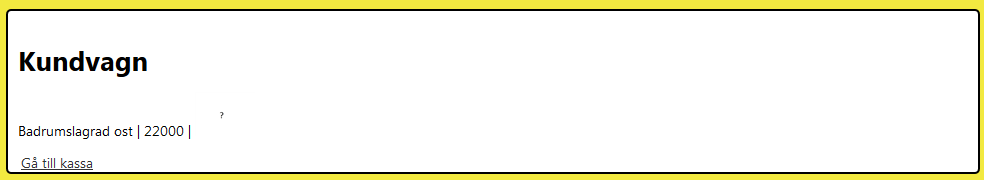 Kundvagn
?
Badrumslagrad ost | 22000 |
Gå till kassa